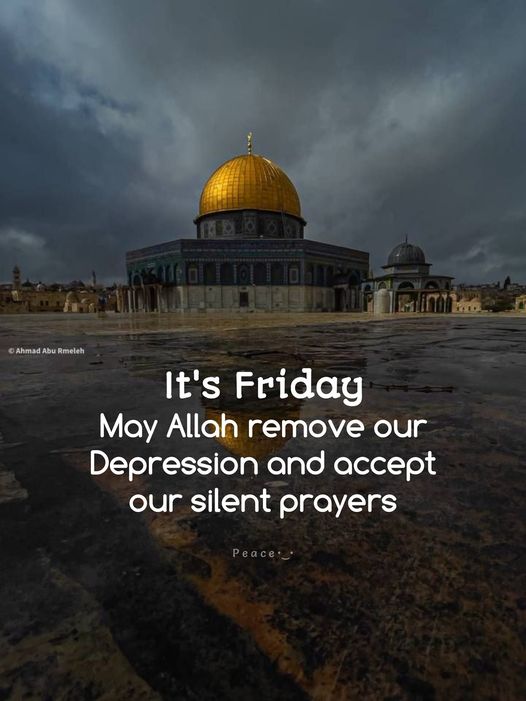 © Ahmad Abu Rmeleh
It's Friday
May Allah remove our
Depression and accept
our silent prayers
Peace•‿•